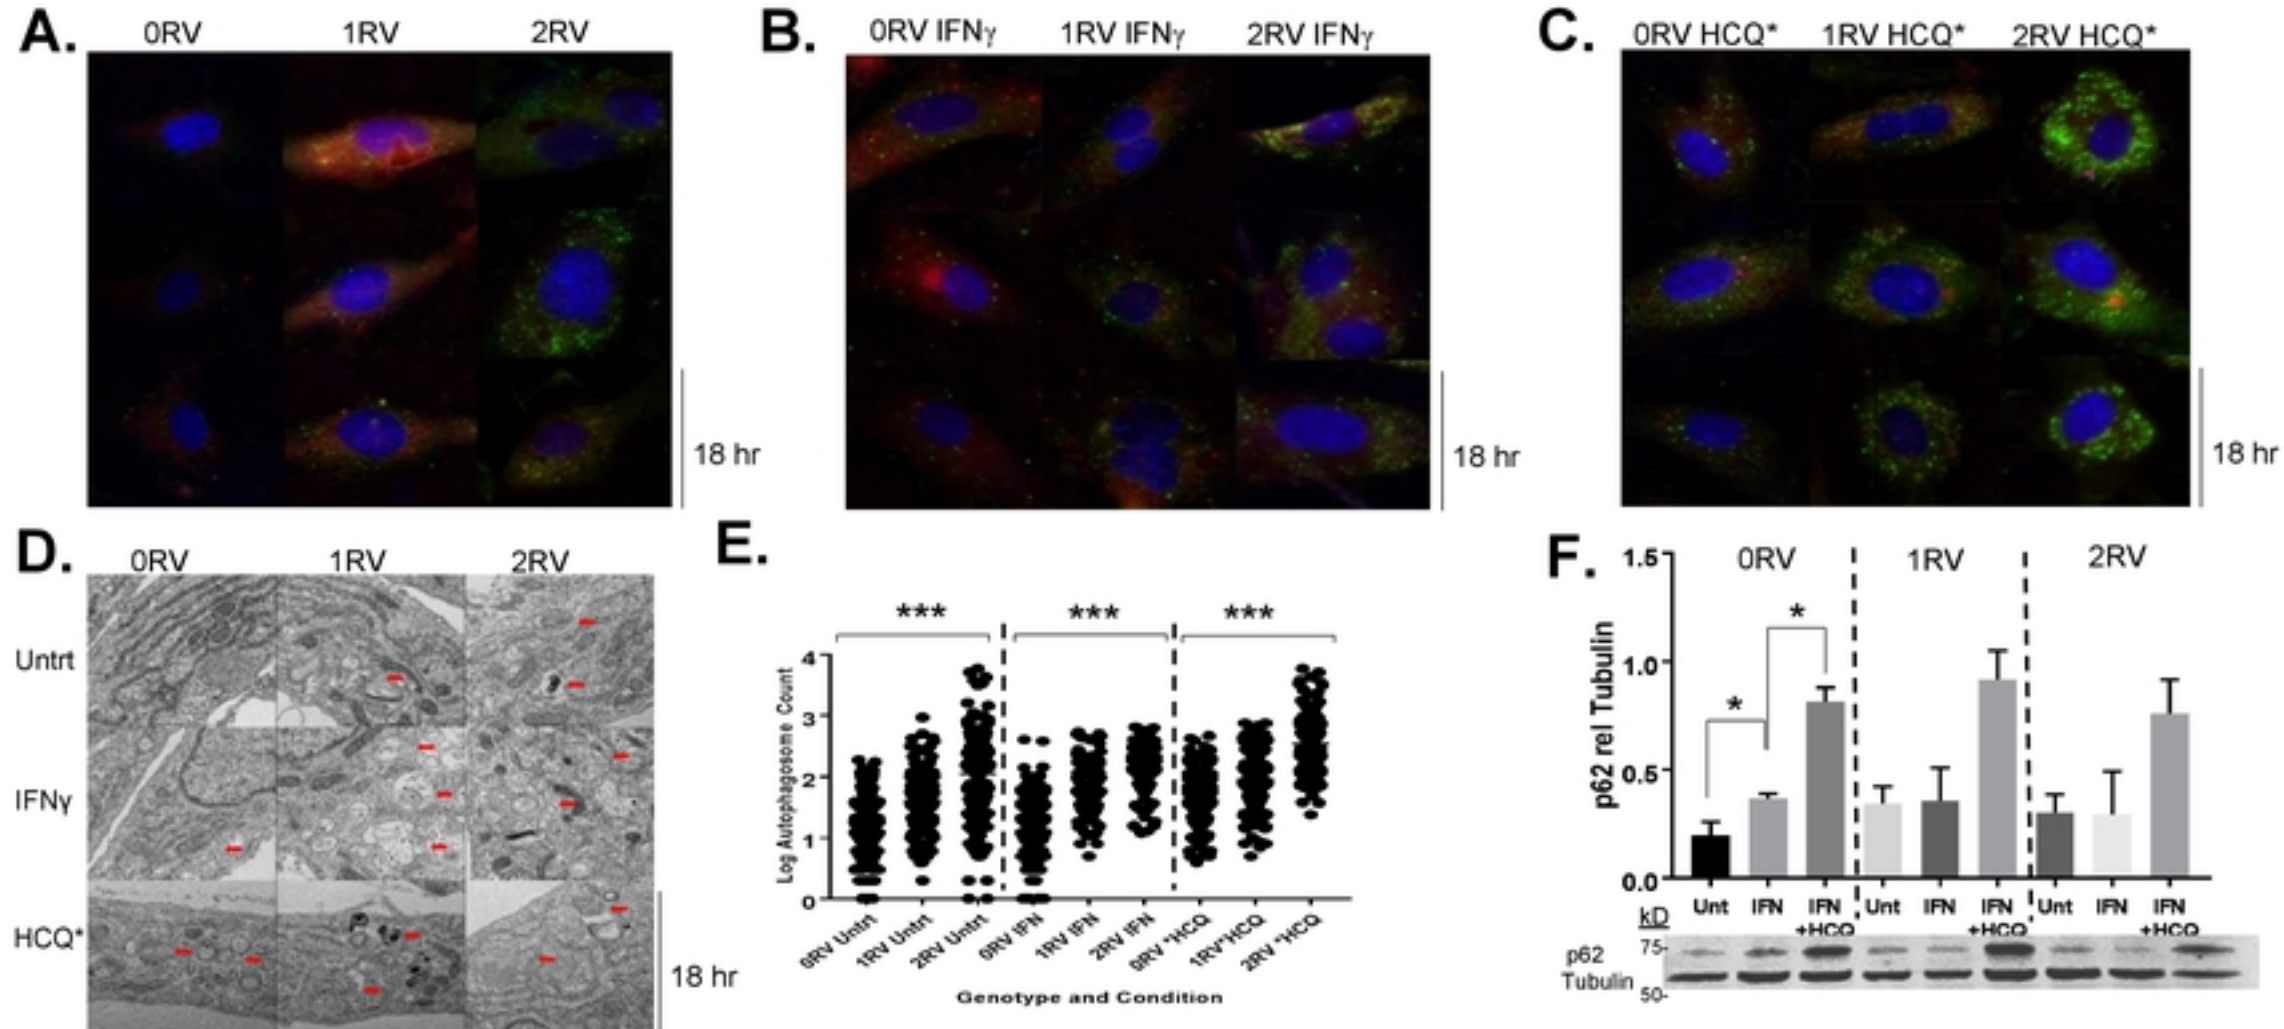 A.
0RV 1RV 2RV
18 hr
B.
0RV IFNγ 1RV IFNγ 2RV IFNγ
18 hr
C.
0RV HCQ* 1RV HCQ* 2RV HCQ*
18 hr
D.
0RV 1RV 2RV
Untrt
IFNγ
HCQ*
18 hr
E.
*** *** ***
Log Autophagosome Count
4
3
2
1
0
0RV Untrt 1RV Untrt 2RV Untrt 0RV IFN 1RV IFN 2RV IFN 0RV *HCQ 1RV*HCQ 2RV *HCQ
Genotype and Condition
F.
0RV 1RV 2RV
* *
p62 rel Tubulin
1.5
1.0
0.5
0.0
Unt IFN IFN Unt IFN IFN Unt IFN IFN
+HCQ +HCQ +HCQ
kD
75-
p62
Tubulin
50-